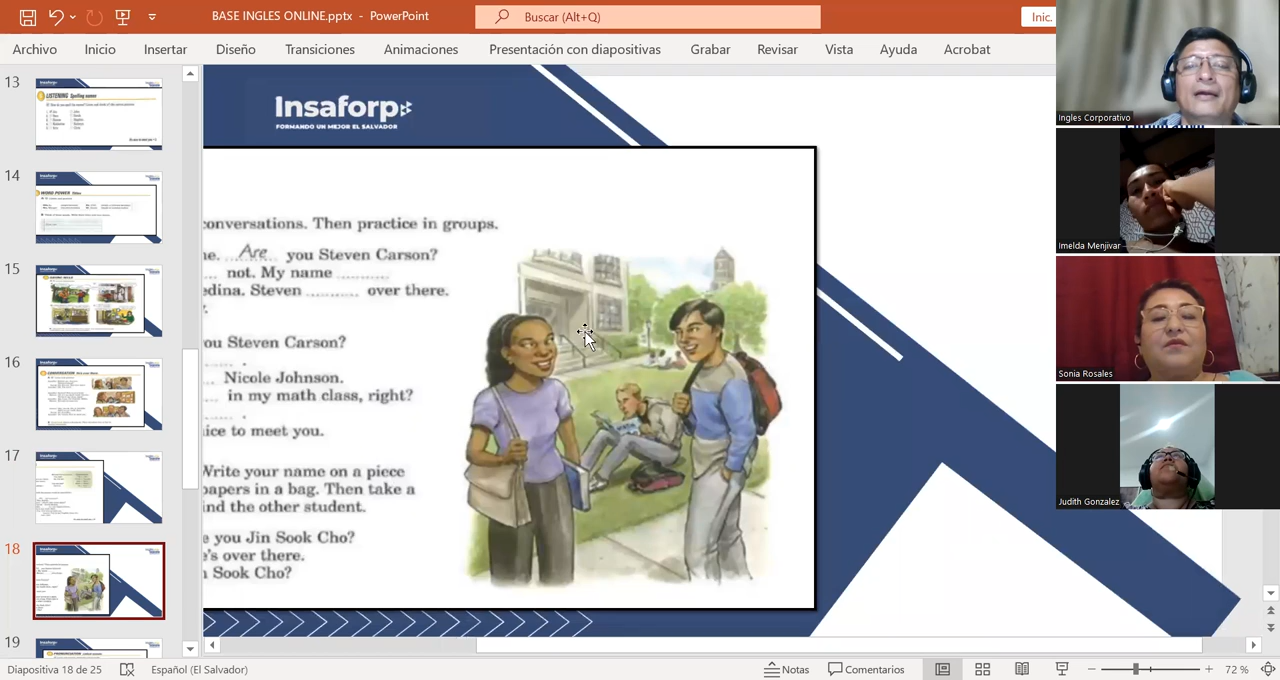 BASE INGLES ONLINE.pptx - PowerPoint
Buscar (Alt+Q)
Inic.
Archivo Inicio Insertar Diseño Transiciones Animaciones Presentación con diapositivas Grabar Revisar Vista Ayuda Acrobat
13
14
15
16
17
18
19
Insaforp
FORMANDO UN MEJOR EL SALVADOR
conversations. Then practice in groups.
Are you Steven Carson?
not. My name
Steven over there.
you Steven Carson?
Nicole Johnson.
in my math class, right?
to meet you.
Write your name on a piece
papers in a bag. Then take a
the other student.
you Jin Sook Cho?
over there.
Sook Cho?
Ingles Corporativo
Imelda Menjivar
Sonia Rosales
Judith Gonzalez
Diapositiva 18 de 25 Español (El Salvador) Notas Comentarios 72 %